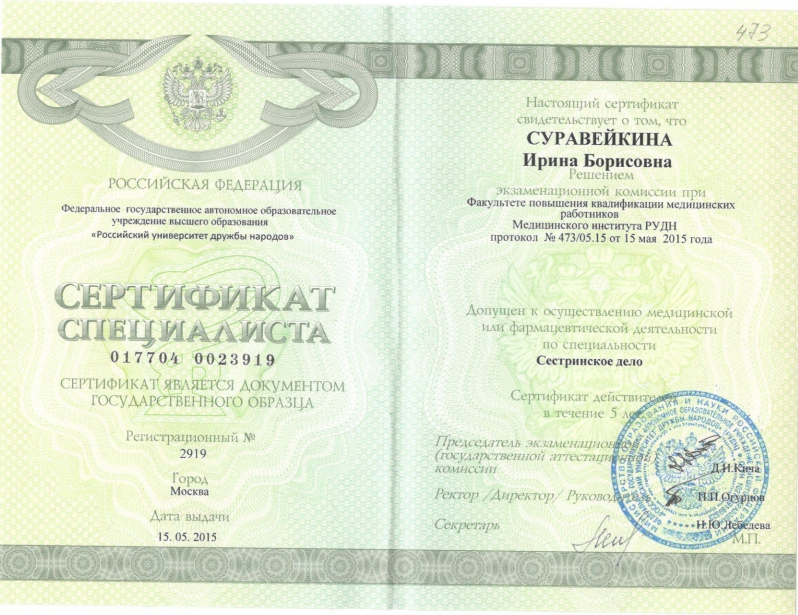 473
РОССИЙСКАЯ ФЕДЕРАЦИЯ
Федеральное государственное автономное образовательное
учреждение высшего образования
«Российский университет дружбы народов»
СЕРТИФИКАТ
СПЕЦИАЛИСТА
017704 0023919
СЕРТИФИКАТ ЯВЛЯЕТСЯ ДОКУМЕНТОМ
ГОСУДАРСТВЕННОГО ОБРАЗЦА
Регистрационный №
2919
Город
Москва
Дата выдачи
15. 05. 2015
Настоящий сертификат
свидетельствует о том, что
СУРАВЕЙКИНА
Ирина Борисовна
Решением
экзаменационной комиссии при
Факультете повышения квалификации медицинских
работников
Медицинского института РУДН
протокол № 473/05.15 от 15 мая 2015 года
Допущен к осуществлению медицинской
или фармацевтической деятельности
по специальности
Сестринское дело
Сертификат действителен
в течение 5 лет
Председатель экзаменационной
(государственной аттестационной)
комиссии
Д.И.Кича
Ректор /Директор/ Руководитель
П.П.Огурцов
Секретарь
Н.Ю.Лебедева
М.П.